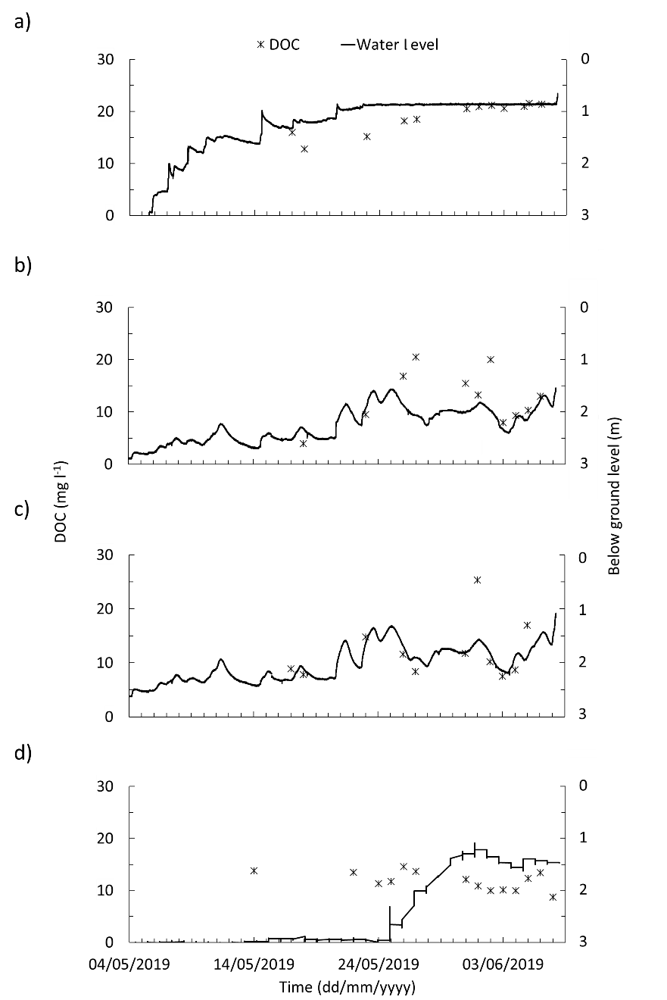 a)
DOC Water level
30 0
20 1
10 2
0 3
b)
30 0
20 1
10 2
0 3
DOC (mg l-1)
Below ground level (m)
c)
30 0
20 1
10 2
0 3
d)
30 0
20 1
10 2
0 3
04/05/2019 14/05/2019 24/05/2019 03/06/2019
Time (dd/mm/yyyy)